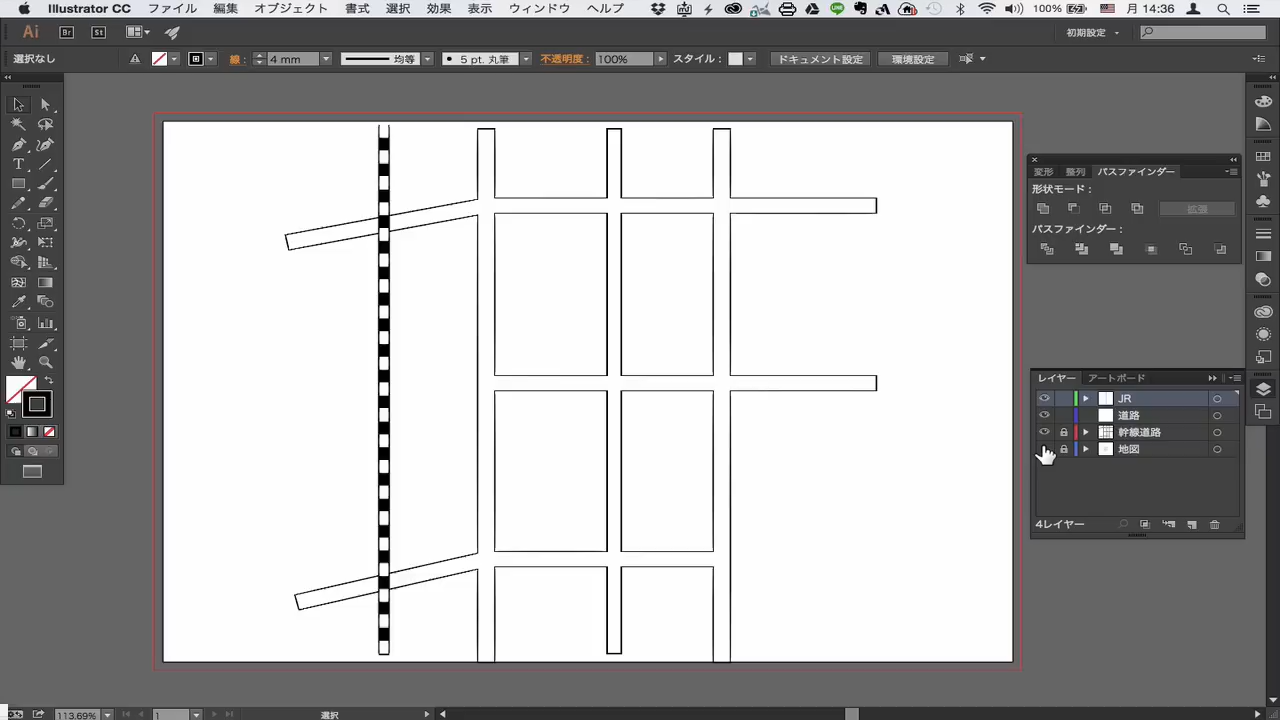 Illustrator CC ファイル 編集 オブジェクト 書式 選択 効果 表示 ウィンドウ ヘルプ 100% 月 14:36
Ai Br St 初期設定
選択なし 線： 4 mm 均等 5 pt. 丸筆 不透明度： 100% スタイル： ドキュメント設定 環境設定
変形 整列 パスファインダー
形状モード：
拡張
パスファインダー：
レイヤー アートボード
JR
道路
幹線道路
地図
4レイヤー
113.69% 1 選択